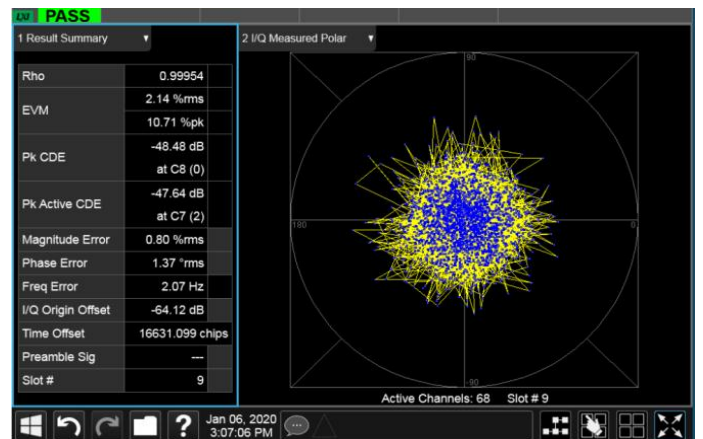 LXI PASS
1 Result Summary
2 I/Q Measured Polar
Rho 0.99954
EVM 2.14 %rms
10.71 %pk
Pk CDE -48.48 dB
at C8 (0)
Pk Active CDE -47.64 dB
at C7 (2)
Magnitude Error 0.80 %rms
Phase Error 1.37 °rms
Freq Error 2.07 Hz
I/Q Origin Offset -64.12 dB
Time Offset 16631.099 chips
Preamble Sig ---
Slot # 9
90
180
0
-90
Active Channels: 68 Slot # 9
?
Jan 06, 2020
3:07:06 PM